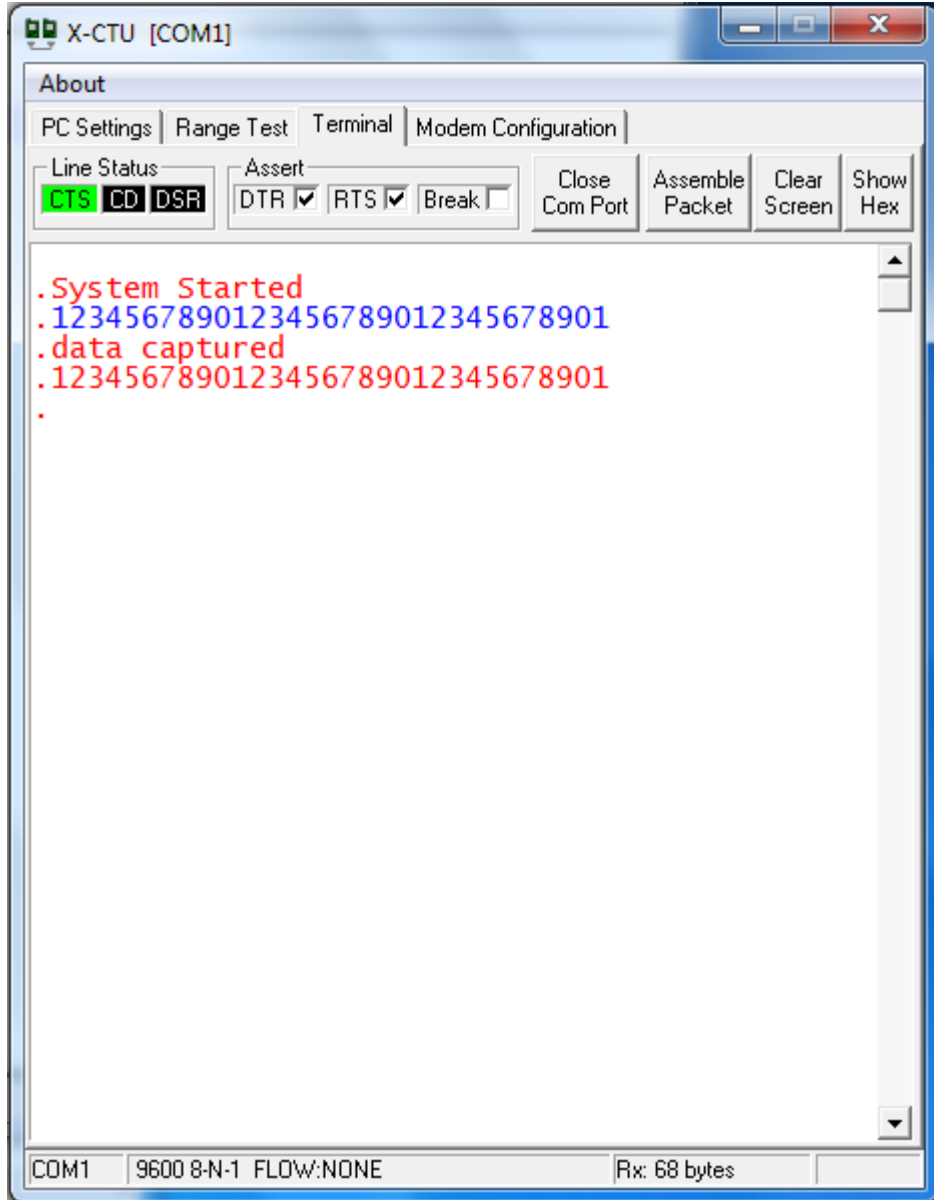 X-CTU [COM1]
About
PC Settings Range Test Terminal Modem Configuration
Line Status Assert
CTS CD DSR DTR RTS Break
Close Com Port
Assemble Packet
Clear Screen
Show Hex
.System Started
.1234567890123456789012345678901
.data captured
.1234567890123456789012345678901
.
COM1 9600 8-N-1 FLOW:NONE Rx: 68 bytes